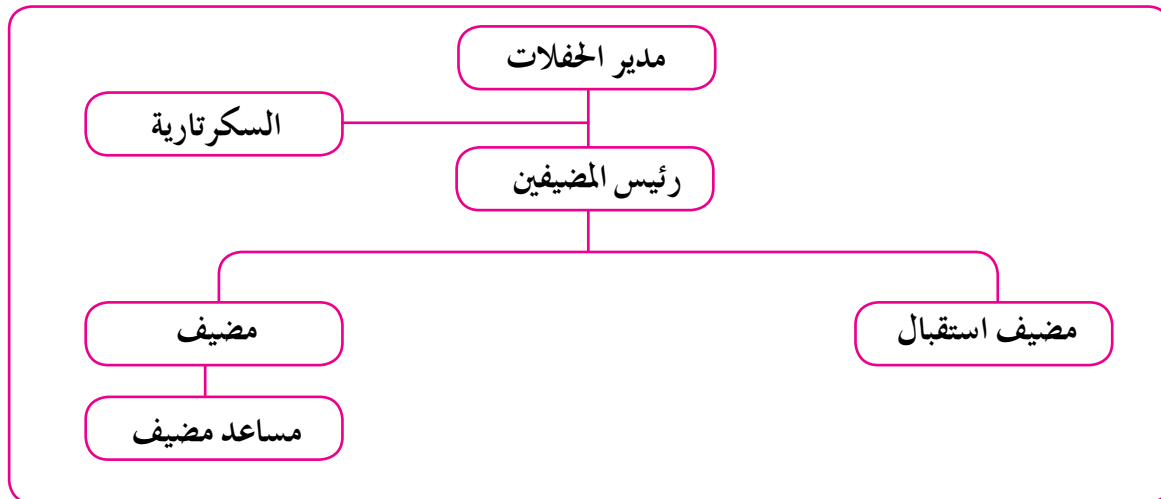 مدير الحفلات
السكرتارية
رئيس المضيفين
مضيف استقبال
مضيف
مساعد مضيف